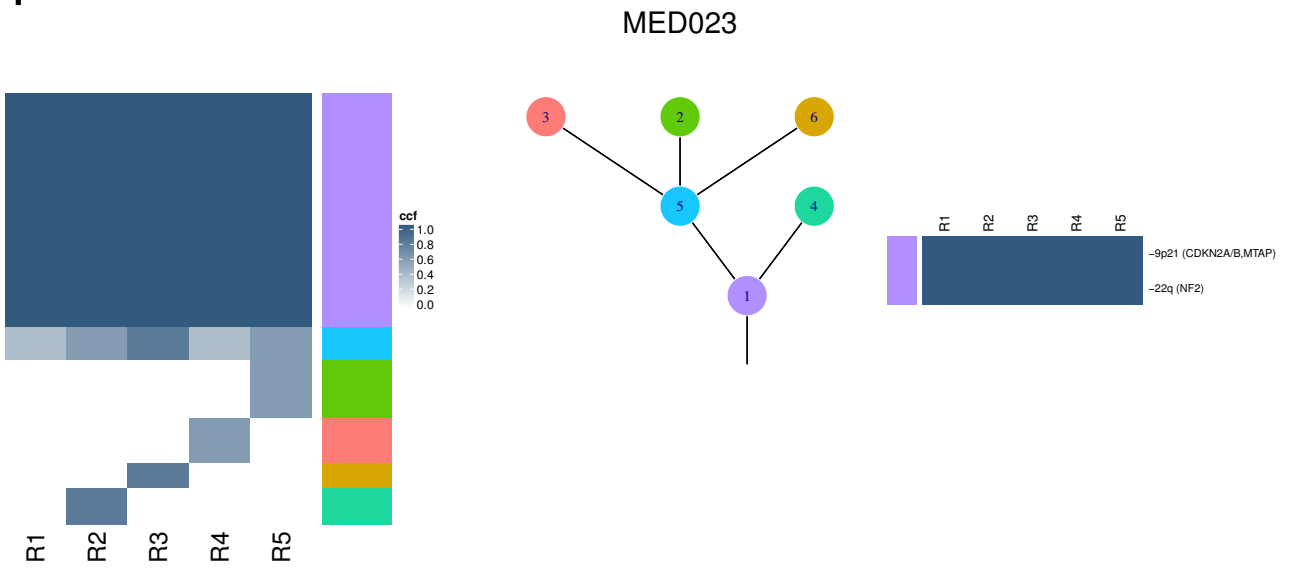 MED023
ccf
1.0
0.8
0.6
0.4
0.2
0.0
R1
R2
R3
R4
R5
3
2
6
5
4
1
R1
R2
R3
R4
R5
−9p21 (CDKN2A/B,MTAP)
−22q (NF2)